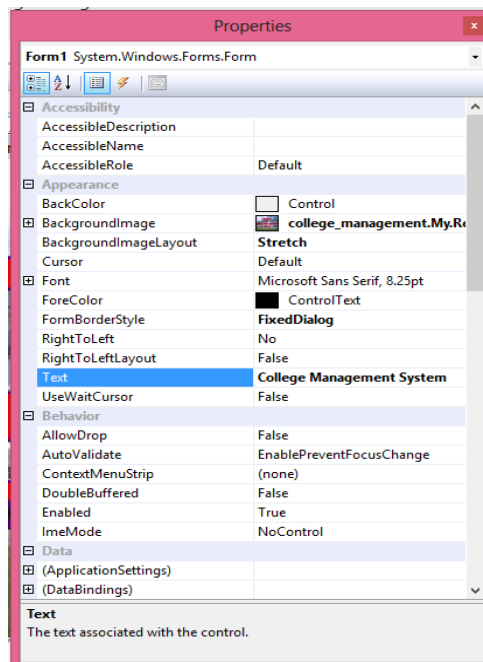 Properties
x
Form1 System.Windows.Forms.Form
Accessibility
AccessibleDescription
AccessibleName
AccessibleRole Default
Appearance
BackColor Control
BackgroundImage college_management.My.Re
BackgroundImageLayout Stretch
Cursor Default
Font Microsoft Sans Serif, 8.25pt
ForeColor ControlText
FormBorderStyle FixedDialog
RightToLeft No
RightToLeftLayout False
Text College Management System
UseWaitCursor False
Behavior
AllowDrop False
AutoValidate EnablePreventFocusChange
ContextMenuStrip (none)
DoubleBuffered False
Enabled True
ImeMode NoControl
Data
(ApplicationSettings)
(DataBindings)
Text
The text associated with the control.